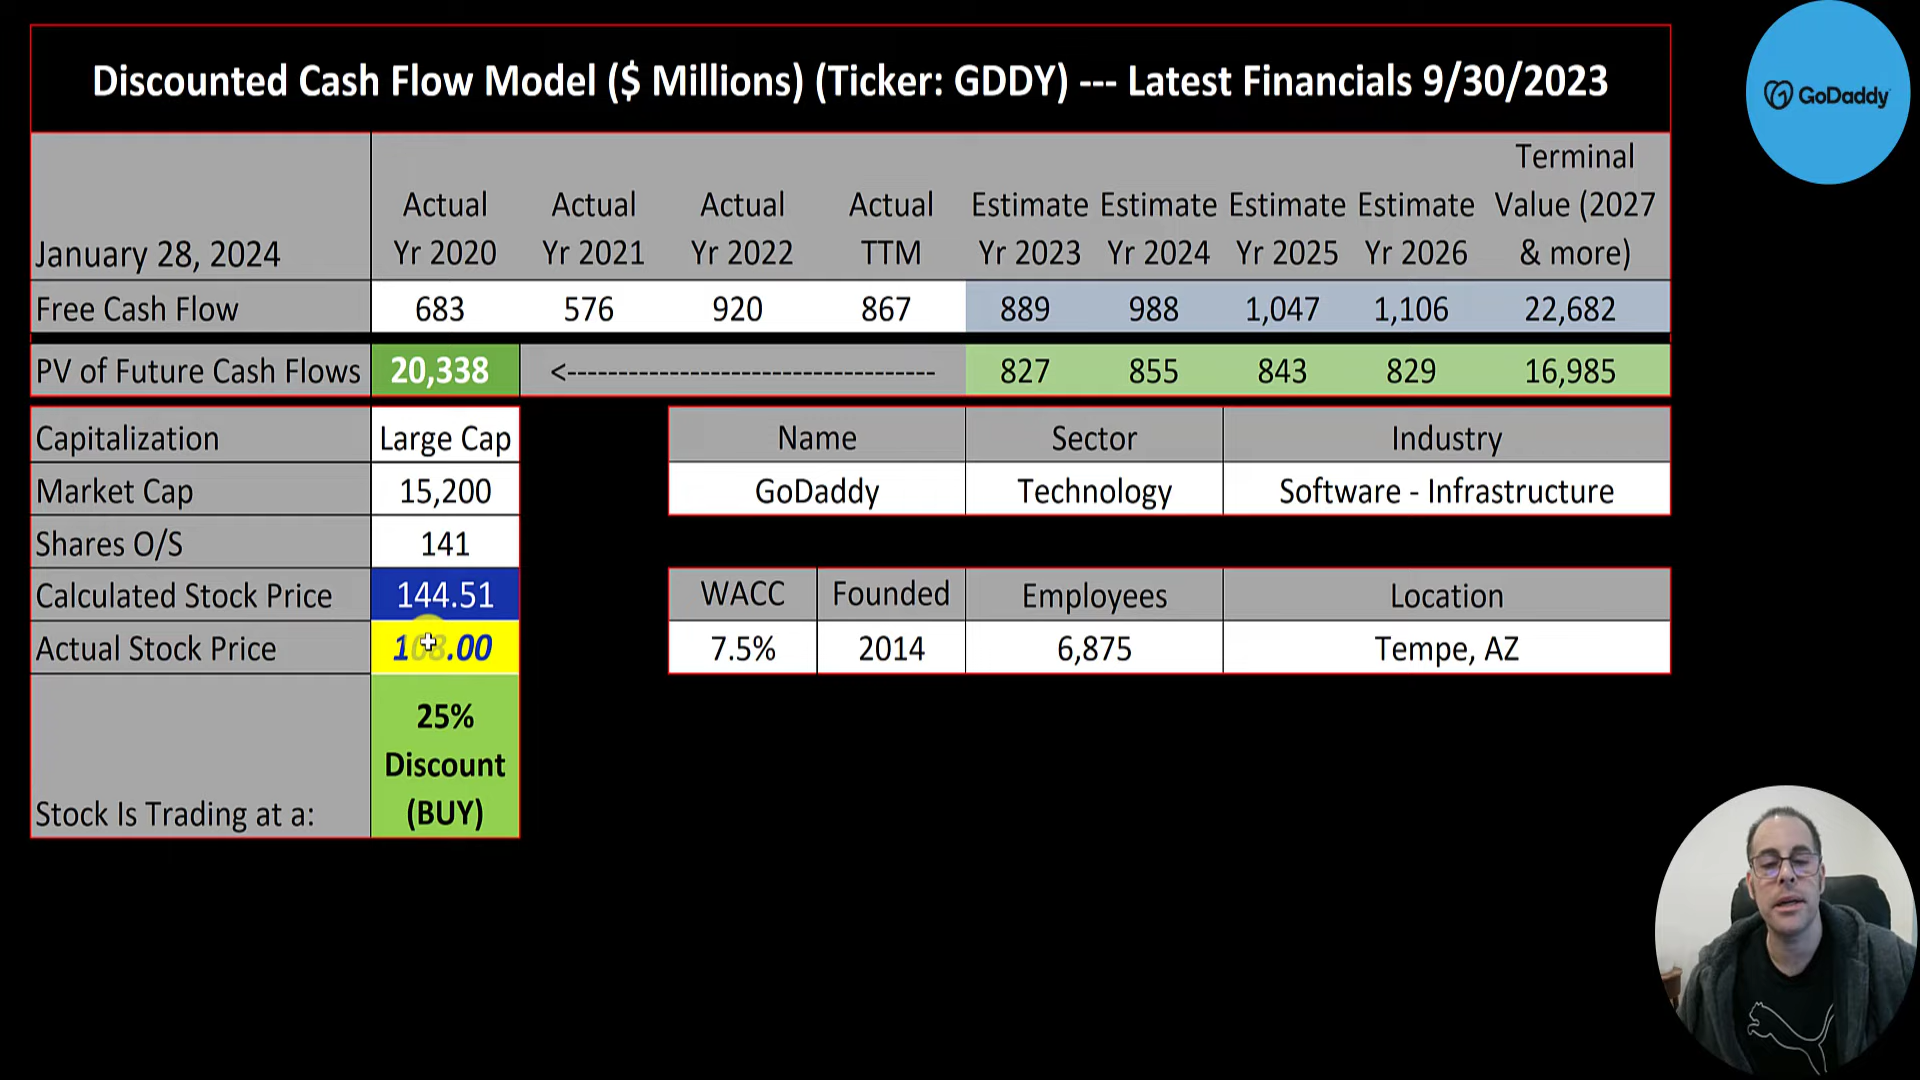 Discounted Cash Flow Model ($ Millions) (Ticker: GDDY) --- Latest Financials 9/30/2023
GoDaddy
January 28, 2024 Actual Yr 2020 Actual Yr 2021 Actual Yr 2022 Actual TTM Estimate Yr 2023 Estimate Yr 2024 Estimate Yr 2025 Estimate Yr 2026 Terminal Value (2027 & more)
Free Cash Flow 683 576 920 867 889 988 1,047 1,106 22,682
PV of Future Cash Flows 20,338 <------------------------------------ 827 855 843 829 16,985
Capitalization Large Cap
Market Cap 15,200
Shares O/S 141
Calculated Stock Price 144.51
Actual Stock Price 108.00
Stock Is Trading at a: 25% Discount (BUY)
Name Sector Industry
GoDaddy Technology Software - Infrastructure
WACC Founded Employees Location
7.5% 2014 6,875 Tempe, AZ